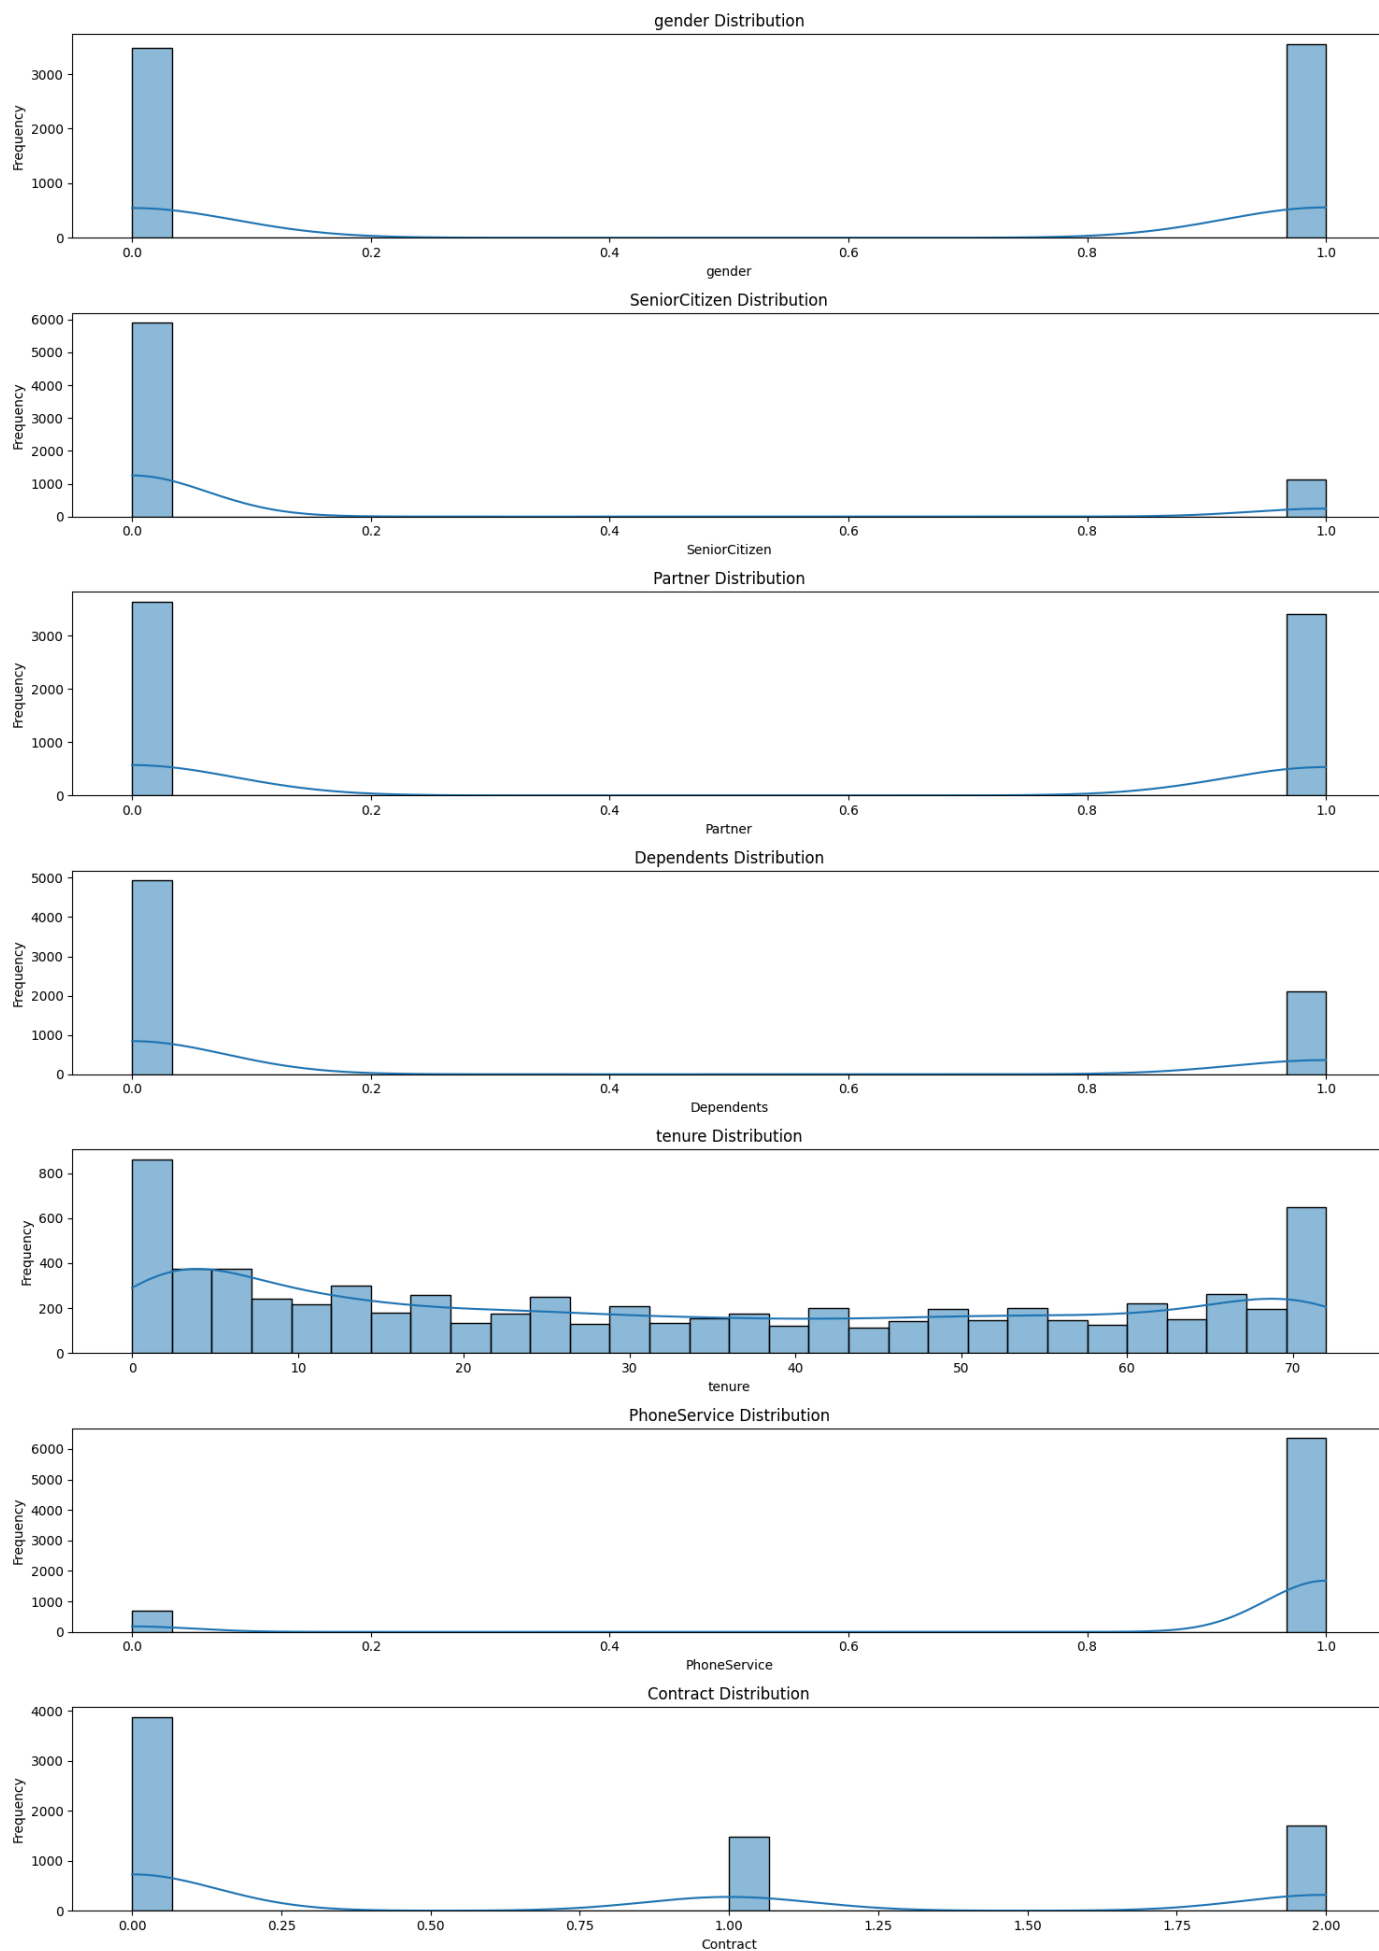 gender Distribution
3000
2000
1000
0
Frequency
0.0 0.2 0.4 0.6 0.8 1.0
gender
SeniorCitizen Distribution
6000
5000
4000
3000
2000
1000
0
Frequency
0.0 0.2 0.4 0.6 0.8 1.0
SeniorCitizen
Partner Distribution
3000
2000
1000
0
Frequency
0.0 0.2 0.4 0.6 0.8 1.0
Partner
Dependents Distribution
5000
4000
3000
2000
1000
0
Frequency
0.0 0.2 0.4 0.6 0.8 1.0
Dependents
tenure Distribution
800
600
400
200
0
Frequency
0 10 20 30 40 50 60 70
tenure
PhoneService Distribution
6000
5000
4000
3000
2000
1000
0
Frequency
0.0 0.2 0.4 0.6 0.8 1.0
PhoneService
Contract Distribution
4000
3000
2000
1000
0
Frequency
0.00 0.25 0.50 0.75 1.00 1.25 1.50 1.75 2.00
Contract